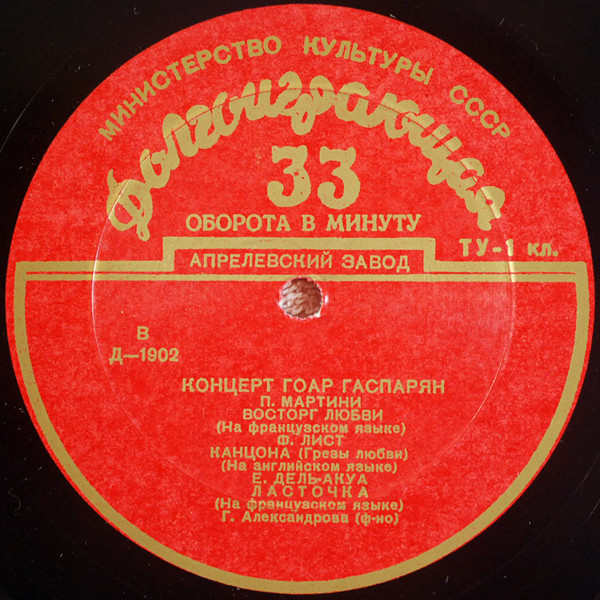 МИНИСТЕРСТВО КУЛЬТУРЫ СССР
Долгоиграющая
33
ОБОРОТА В МИНУТУ
ТУ-1 кл.
АПРЕЛЕВСКИЙ ЗАВОД
В
Д—1902
КОНЦЕРТ ГОАР ГАСПАРЯН
П. МАРТИНИ
ВОСТОРГ ЛЮБВИ
(На французском языке)
Ф. ЛИСТ
КАНЦОНА (Грезы любви)
(На английском языке)
Е. ДЕЛЬ-АКУА
ЛАСТОЧКА
(На французском языке)
Г. Александрова (ф-но)